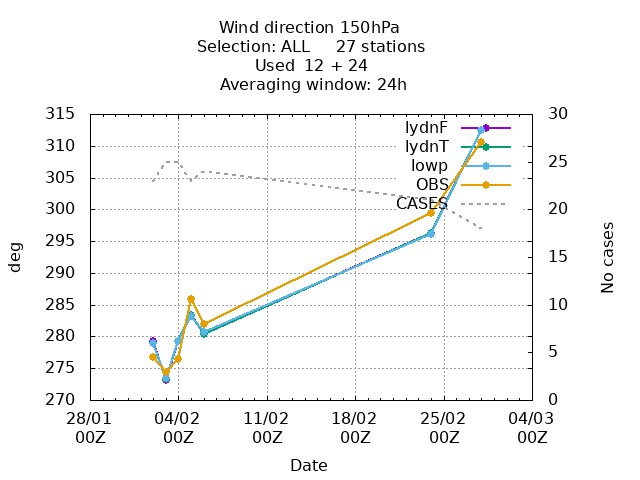 Wind direction 150hPa
Selection: ALL     27 stations
Used  12 + 24
Averaging window: 24h
deg
315
310
305
300
295
290
285
280
275
270
30
25
20
15
10
5
0
No cases
lydnF
lydnT
lowp
OBS
CASES
28/01 04/02 11/02 18/02 25/02 04/03
00Z 00Z 00Z 00Z 00Z 00Z
Date